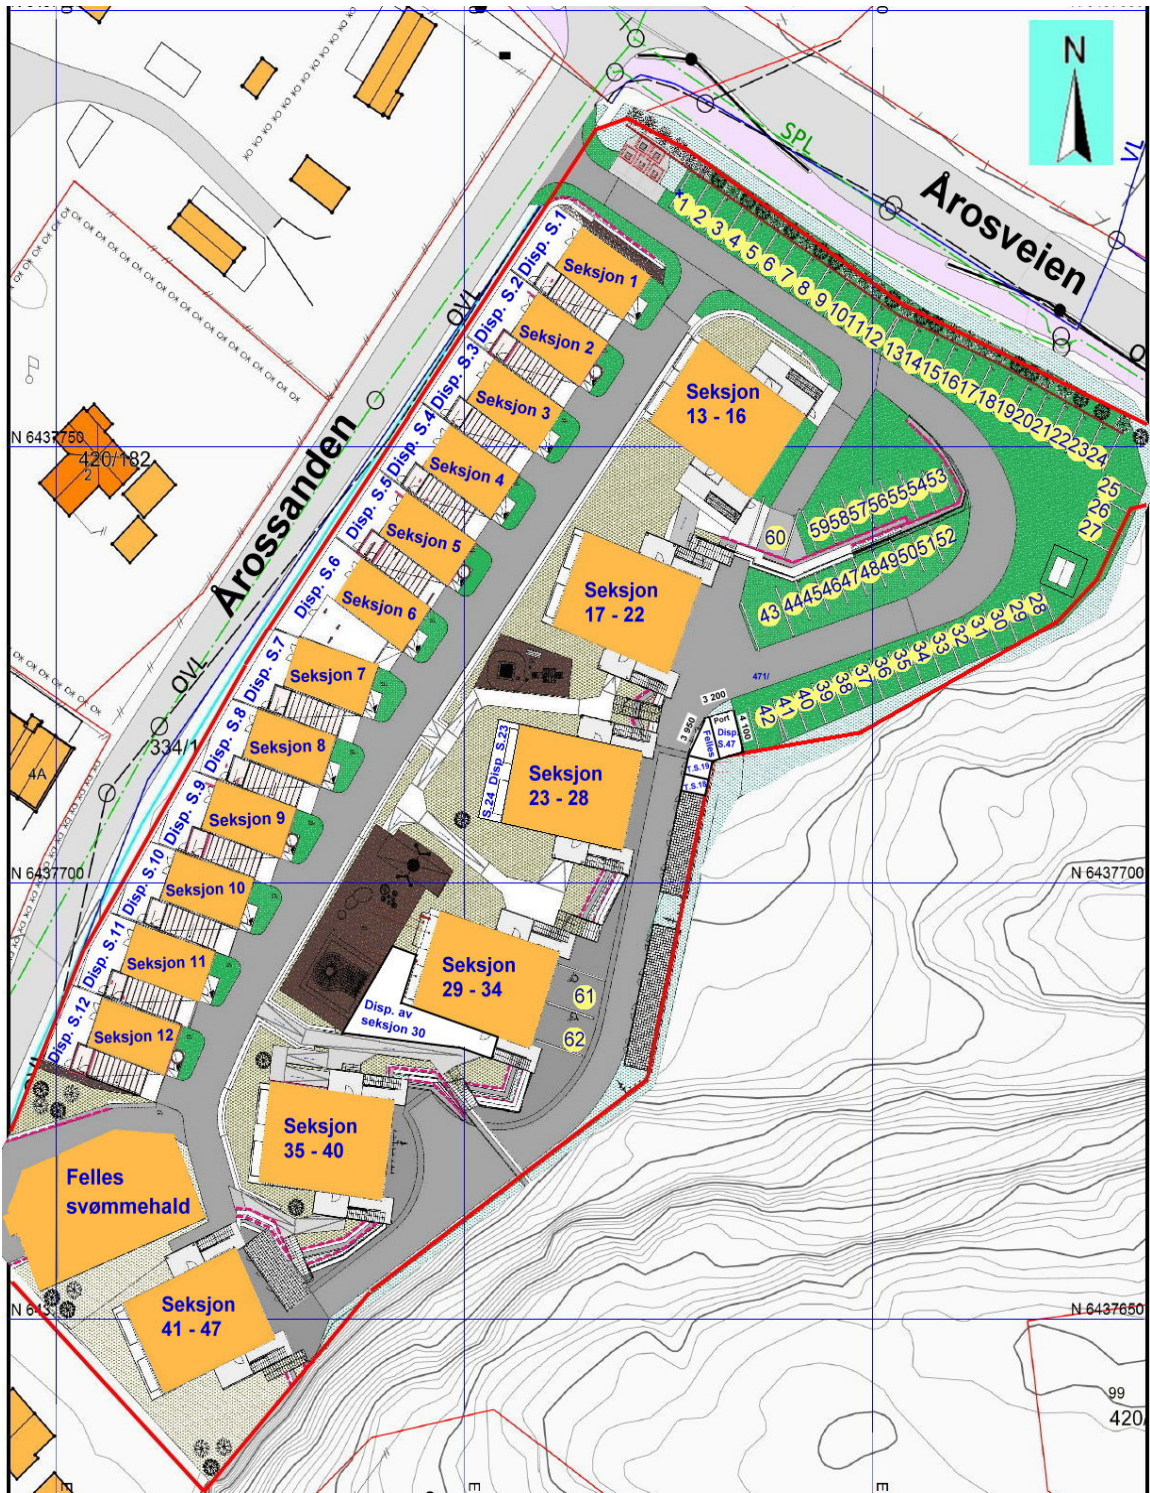 N
SPL
VL
Årosveien
1
2
3
4
5
6
7
8
9
10
11
12
13
14
15
16
17
18
19
20
21
22
23
24
25
26
27
Disp. S.1
Seksjon 1
Disp. S.2
Seksjon 2
OVL
Disp. S.3
Seksjon 3
Disp. S.4
Seksjon 4
Disp. S.5
Seksjon 5
Disp. S.6
Seksjon 6
Disp. S.7
Seksjon 7
Disp. S.8
Seksjon 8
Disp. S.9
Seksjon 9
Disp. S.10
Seksjon 10
Disp. S.11
Seksjon 11
Disp. S.12
Seksjon 12
Seksjon
13 - 16
N 6437750
420/182
2
Årossanden
OVL
334/1
4A
53
54
55
56
57
58
59
60
52
51
50
49
48
47
46
45
44
43
28
29
30
31
32
33
34
35
36
37
38
39
40
41
42
Seksjon
17 - 22
471/
3 200
3 950
4 100
Port
Disp.
S.47
Felles
T.S.19
T.S.18
Disp S.23
S.24
Seksjon
23 - 28
N 6437700
N 6437700
Seksjon
29 - 34
61
62
Disp. av
seksjon 30
Seksjon
35 - 40
Felles
svømmehald
Seksjon
41 - 47
N 6437650
99
420/